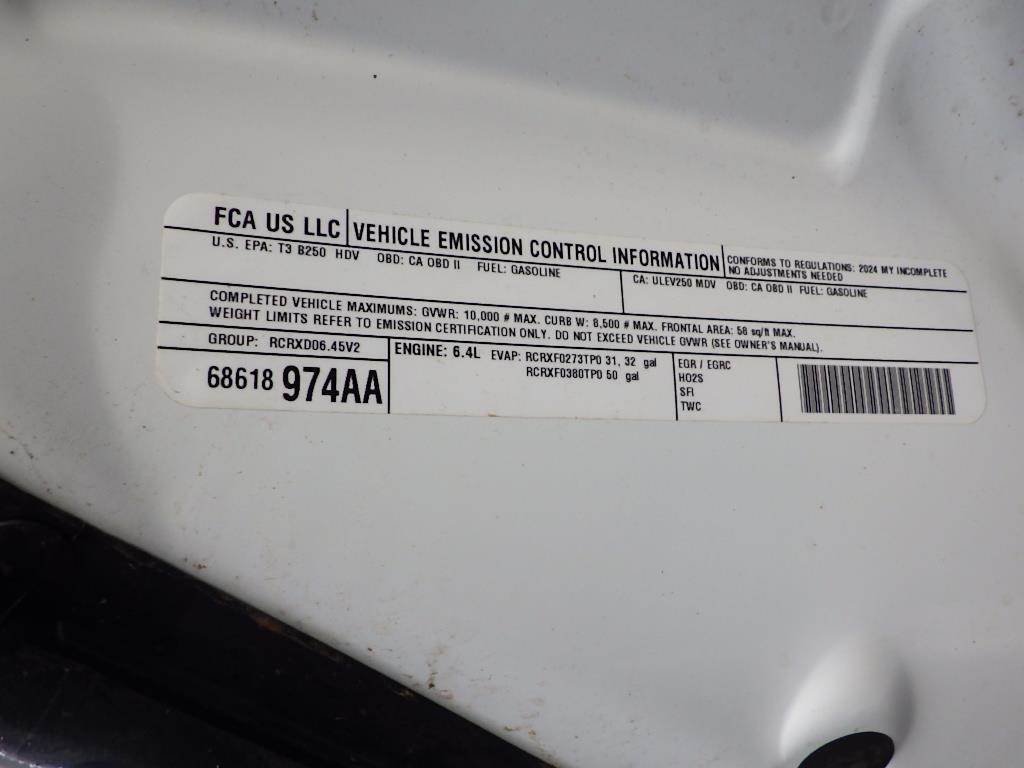 FCA US LLC VEHICLE EMISSION CONTROL INFORMATION
CONFORMS TO REGULATIONS: 2024 MY INCOMPLETE
NO ADJUSTMENTS NEEDED
U.S. EPA: T3 B250 HDV OBD: CA OBD II FUEL: GASOLINE
CA: ULEV250 MDV OBD: CA OBD II FUEL: GASOLINE
COMPLETED VEHICLE MAXIMUMS: GVWR: 10,000 # MAX. CURB W: 8,500 # MAX. FRONTAL AREA: 58 sq/ft MAX.
WEIGHT LIMITS REFER TO EMISSION CERTIFICATION ONLY. DO NOT EXCEED VEHICLE GVWR (SEE OWNER'S MANUAL).
GROUP: RCRXD06.45V2
68618 974AA
ENGINE: 6.4L EVAP: RCRXF0273TP0 31, 32 gal
RCRXF0380TP0 50 gal
EGR / EGRC
HO2S
SFI
TWC